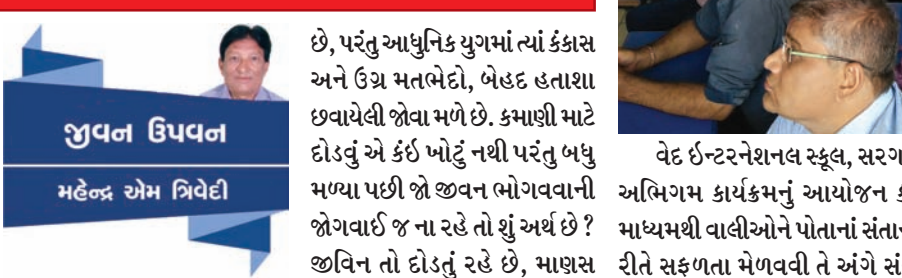 જીવન ઉપવન
મહેન્દ્ર એમ ત્રિવેદી
છે, પરંતુ આધુનિક યુગમાં ત્યાં કંકાસ
અને ઉગ્ર મતભેદો, બેહદ હતાશા
છવાયેલી જોવા મળે છે. કમાણી માટે
દોડવું એ કંઇ ખોટું નથી પરંતુ બધુ
મળ્યા પછી જો જીવન ભોગવવાની
જોગવાઈ જ ના રહે તો શું અર્થ છે ?
જીવિન તો દોડતું રહે છે, માણસ
વેદ ઇન્ટરનેશનલ સ્કૂલ, સરગ
અભિગમ કાર્યક્રમનું આયોજન ક
માધ્યમથી વાલીઓને પોતાનાં સંતાન
રીતે સફળતા મેળવવી તે અંગે સં